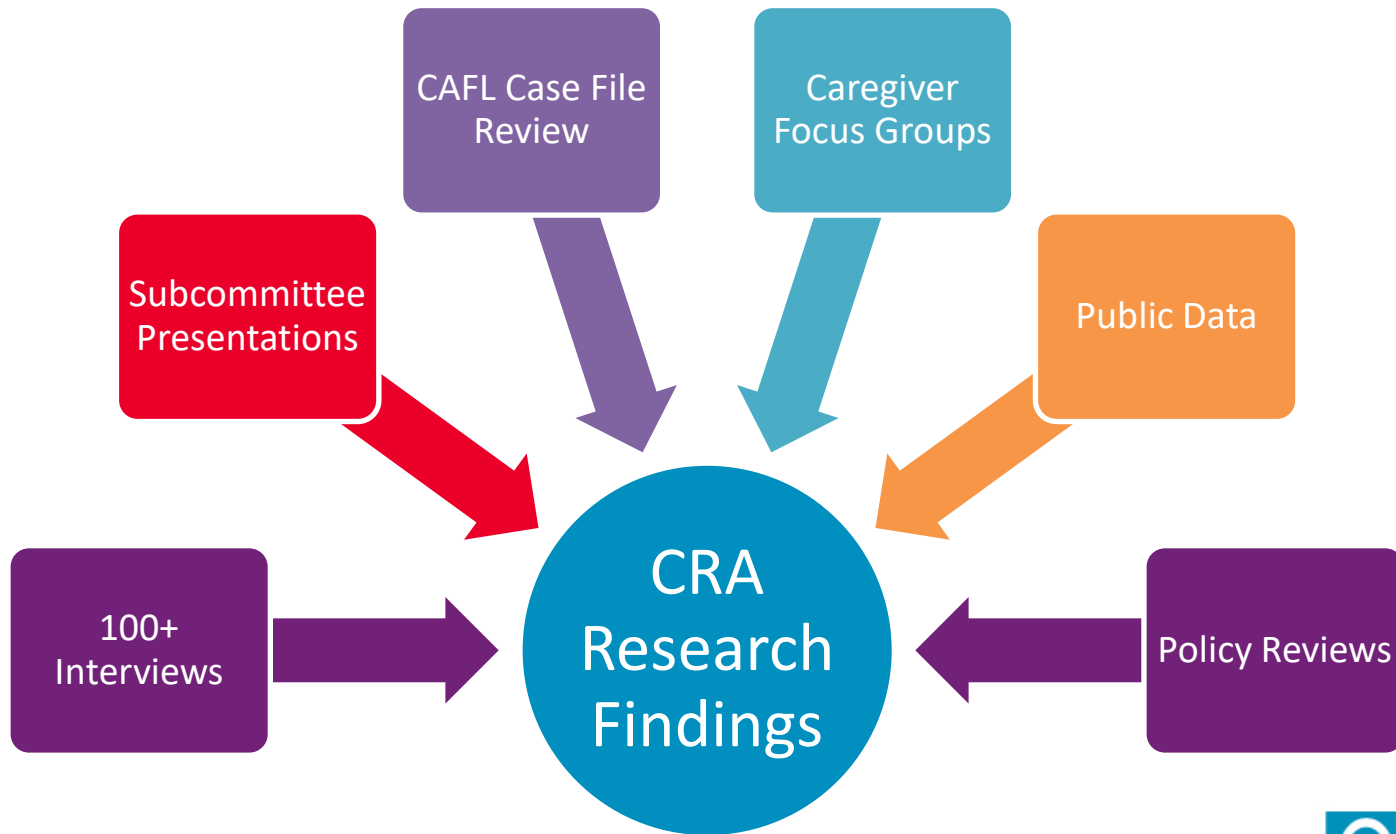 CAFL Case File
Review
Caregiver
Focus Groups
Subcommittee
Presentations
Public Data
100+
Interviews
CRA
Research
Findings
Policy Reviews